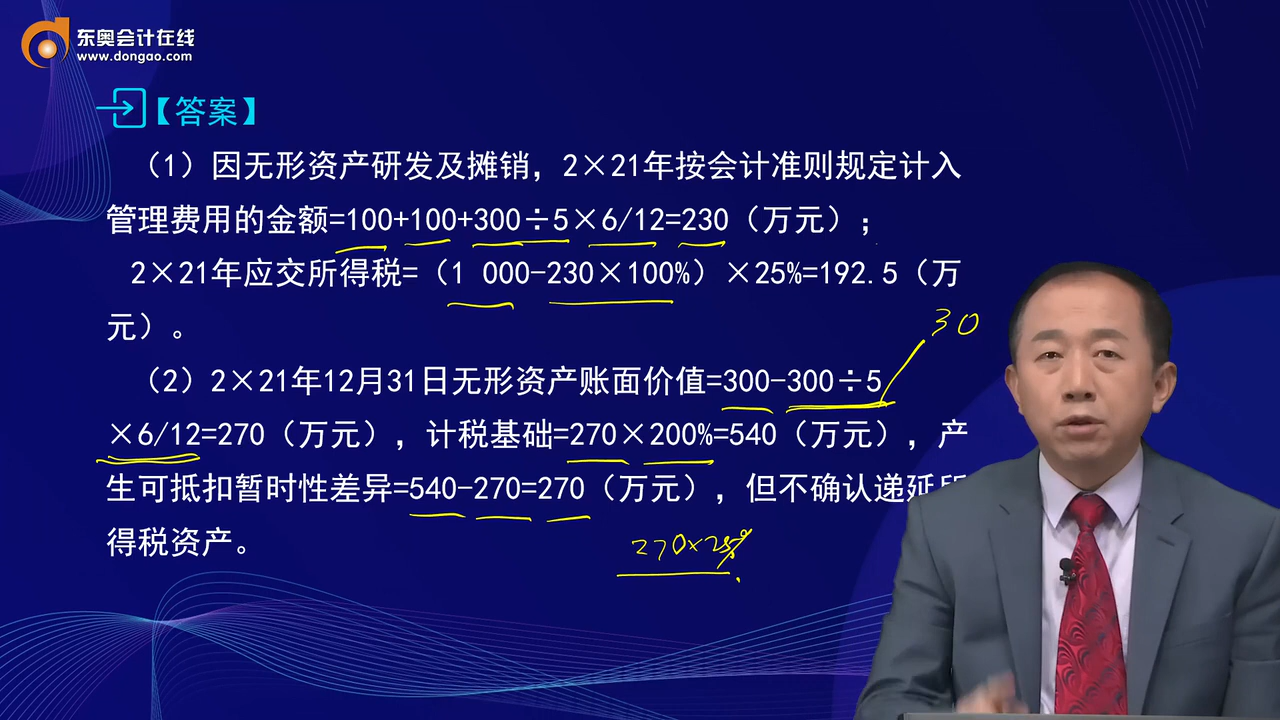 东奥会计在线
www.dongao.com
【答案】
（1）因无形资产研发及摊销，2×21年按会计准则规定计入
管理费用的金额=100+100+300÷5×6/12=230（万元）；
2×21年应交所得税=（1 000-230×100%）×25%=192.5（万
元）。
30
（2）2×21年12月31日无形资产账面价值=300-300÷5
×6/12=270（万元），计税基础=270×200%=540（万元），产
生可抵扣暂时性差异=540-270=270（万元），但不确认递延所
得税资产。
270×25%